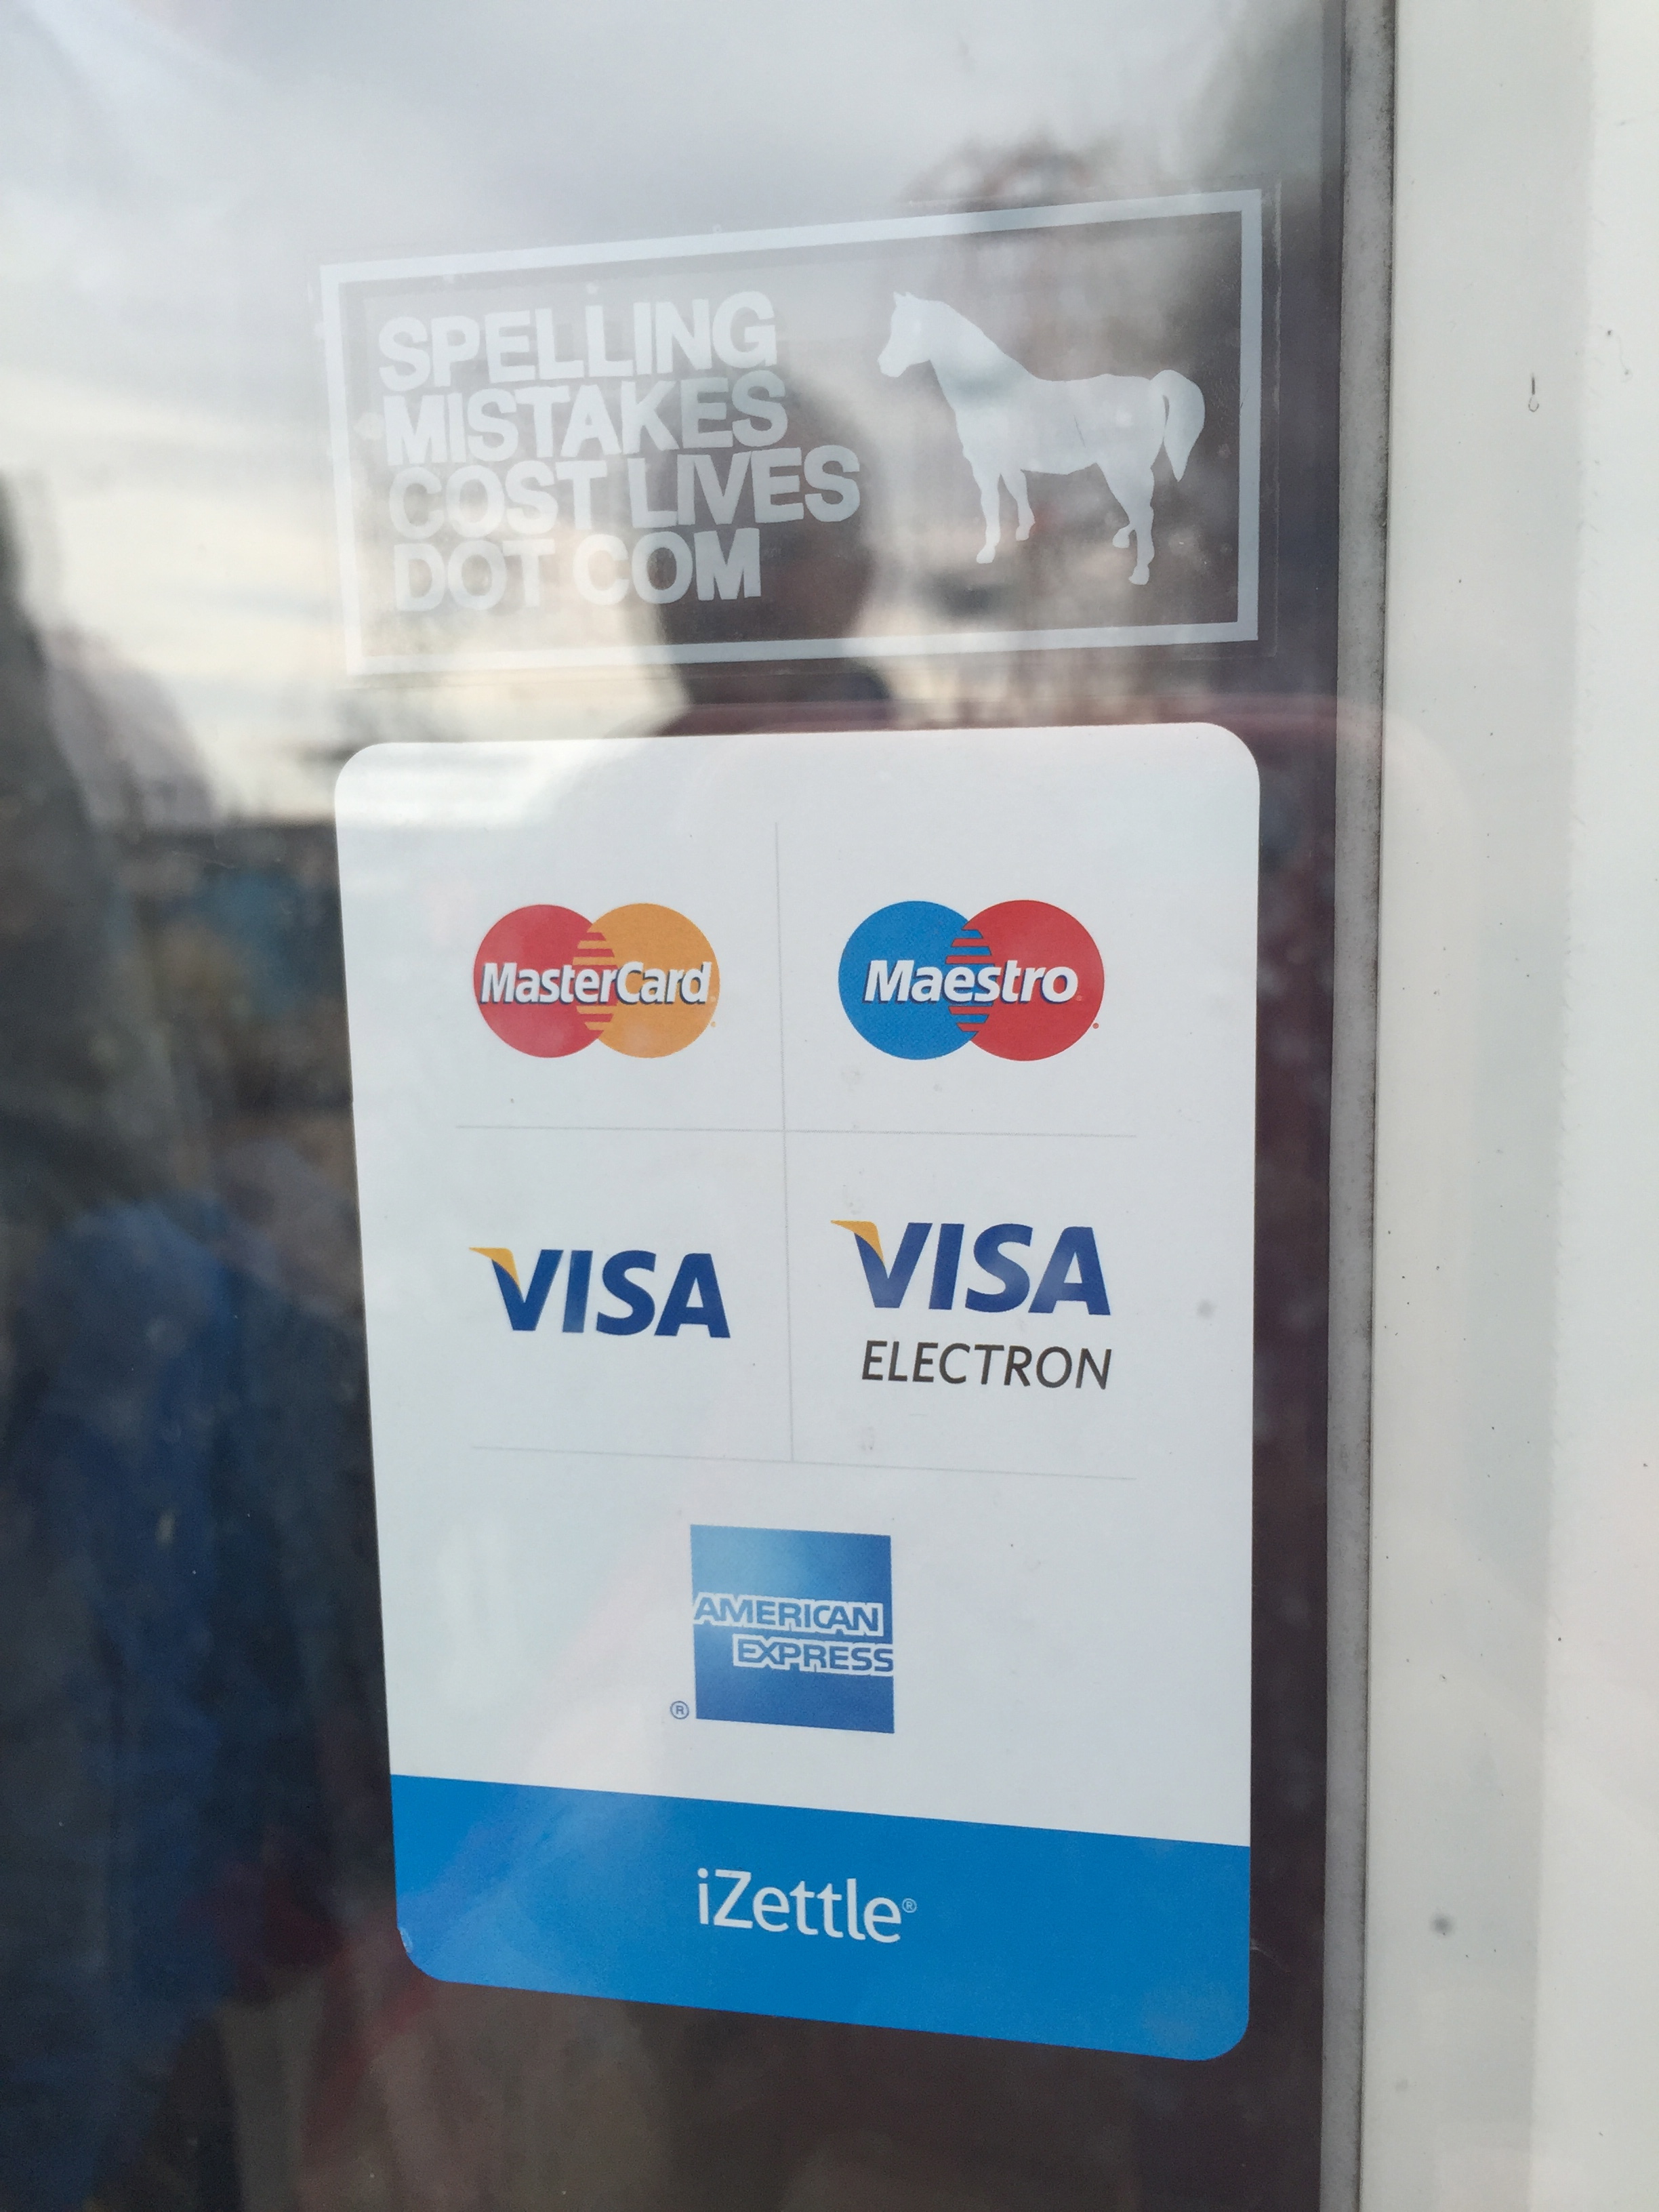 SPELLING
MISTAKES
COST LIVES
DOT COM
MasterCard
Maestro
VISA
VISA
ELECTRON
AMERICAN
EXPRESS
®
iZettle®